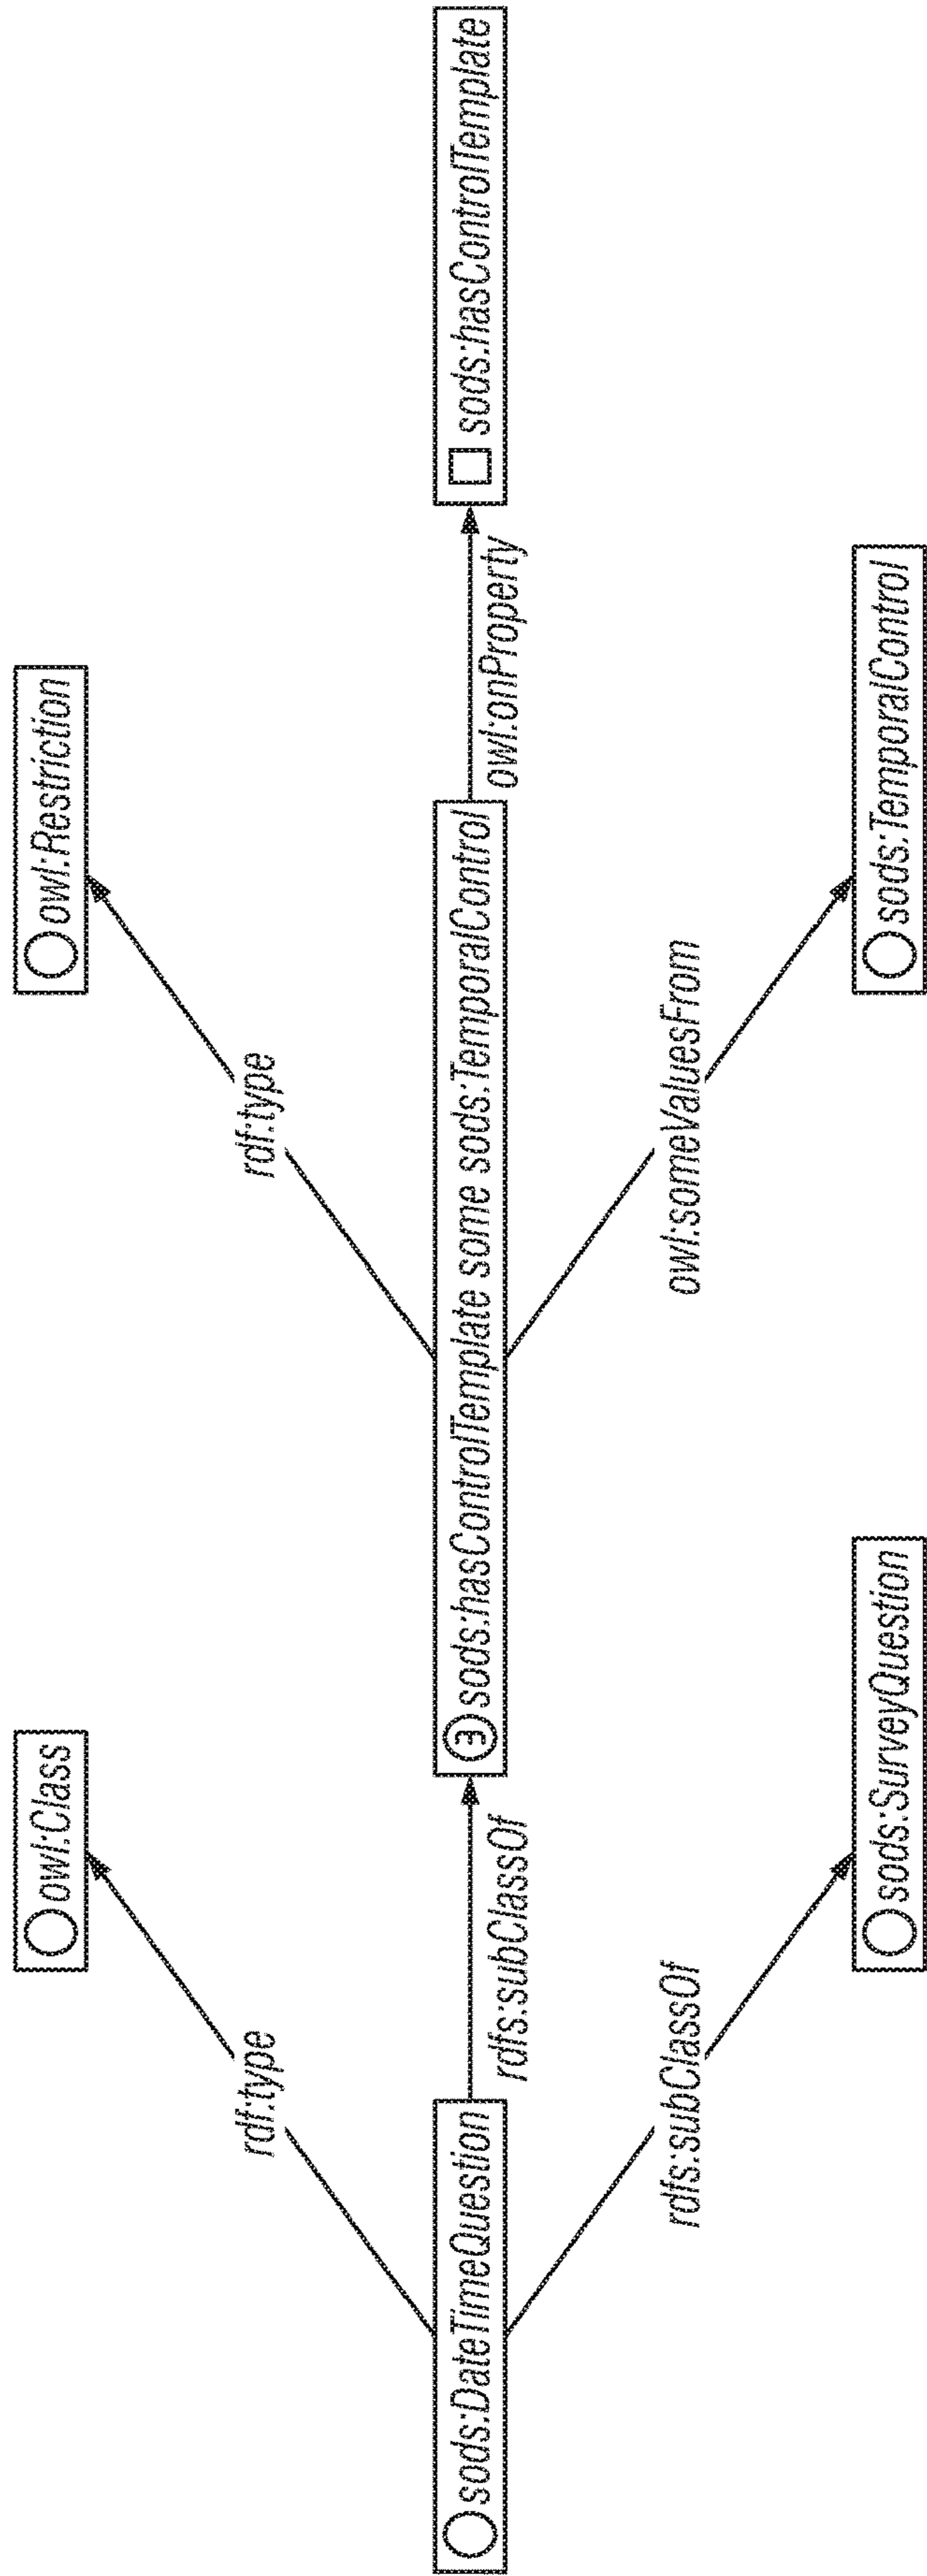 owl:Class
owl:Restriction
rdf:type
rdf:type
sods:DateTimeQuestion
rdfs:subClassOf
E sods:hasControlTemplate some sods:TemporalControl
owl:onProperty
sods:hasControlTemplate
rdfs:subClassOf
owl:someValuesFrom
sods:SurveyQuestion
sods:TemporalControl